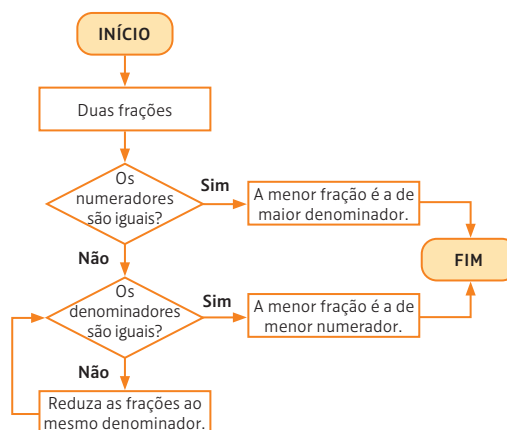 INÍCIO
Duas frações
Os
numeradores
são iguais?
Sim
A menor fração é a de
maior denominador.
Não
FIM
Os
denominadores
são iguais?
Sim
A menor fração é a de
menor numerador.
Não
Reduza as frações ao
mesmo denominador.